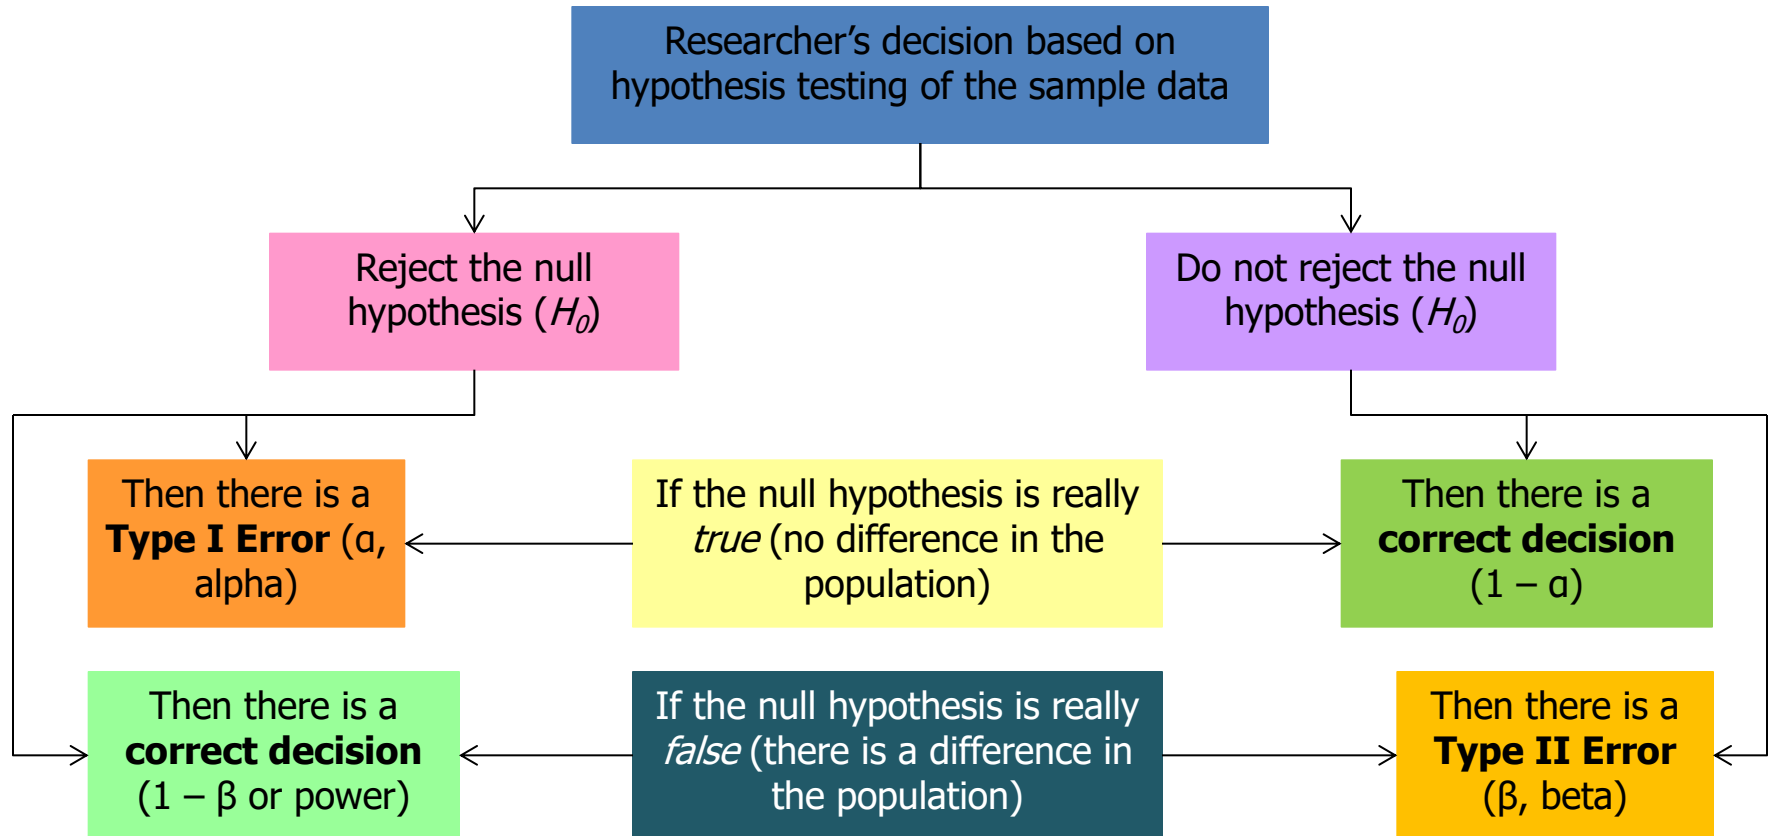 Researcher’s decision based on
hypothesis testing of the sample data
Reject the null
hypothesis (H0)
Do not reject the null
hypothesis (H0)
Then there is a
Type I Error (α,
alpha)
If the null hypothesis is really
true (no difference in the
population)
Then there is a
correct decision
(1 – α)
Then there is a
correct decision
(1 – β or power)
If the null hypothesis is really
false (there is a difference in
the population)
Then there is a
Type II Error
(β, beta)